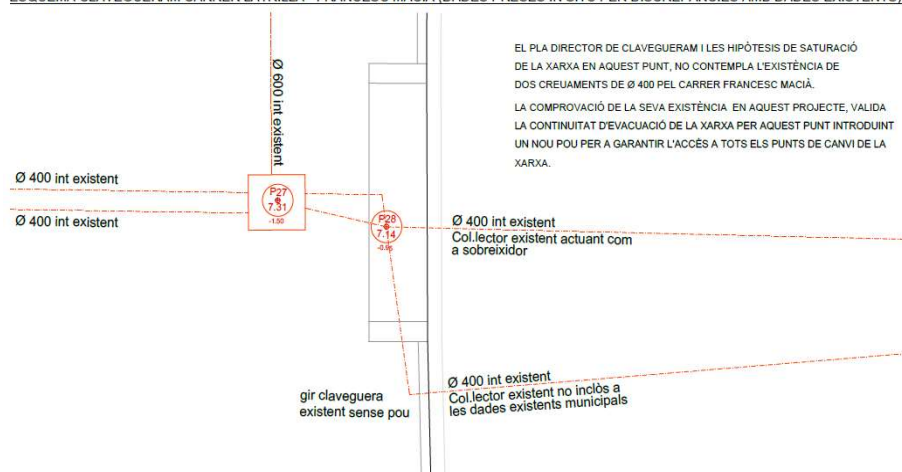 EL PLA DIRECTOR DE CLAVEGUERAM I LES HIPÒTESIS DE SATURACIÓ
DE LA XARXA EN AQUEST PUNT, NO CONTEMPLA L'EXISTÈNCIA DE
DOS CREUAMENTS DE Ø 400 PEL CARRER FRANCESC MACIÀ.
LA COMPROVACIÓ DE LA SEVA EXISTÈNCIA EN AQUEST PROJECTE, VALIDA
LA CONTINUITAT D'EVACUACIÓ DE LA XARXA PER AQUEST PUNT INTRODUINT
UN NOU POU PER A GARANTIR L'ACCÈS A TOTS ELS PUNTS DE CANVI DE LA
XARXA.
Ø 600 int existent
Ø 400 int existent
Ø 400 int existent
P27
7.31
-1.50
P28
7.14
-0.95
Ø 400 int existent
Col.lector existent actuant com
a sobreixidor
Ø 400 int existent
Col.lector existent no inclòs a
les dades existents municipals
gir claveguera
existent sense pou